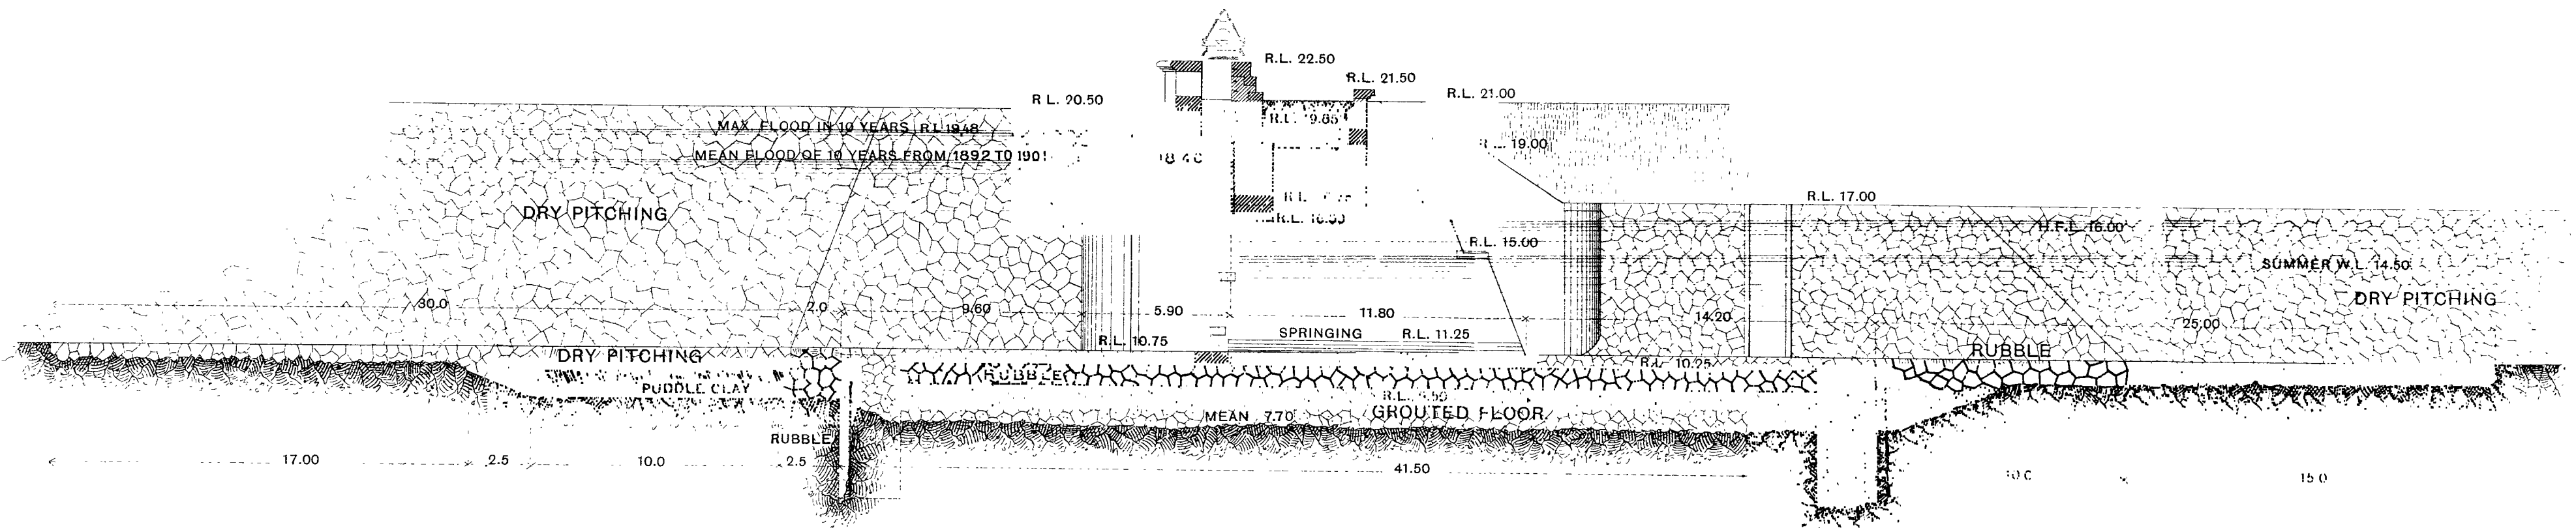 R.L. 22.50
R.L. 21.50
R.L. 21.00
R L. 20.50
MAX. FLOOD IN 10 YEARS R.L 19.48
MEAN FLOOD OF 10 YEARS FROM 1892 TO 1901
18.40
19.00
R.L. 17.00
DRY PITCHING
R.L. 15.00
H.F.L. 16.00
SUMMER W.L. 14.50
DRY PITCHING
30.0
2.0
9.60
5.90
11.80
14.20
25.00
R.L. 10.75
SPRINGING R.L. 11.25
RUBBLE
DRY PITCHING
R.L. 10.25
RUBBLE
PUDDLE CLAY
MEAN 7.70
GROUTED FLOOR
RUBBLE
17.00
2.5
10.0
2.5
41.50
10.0
15.0